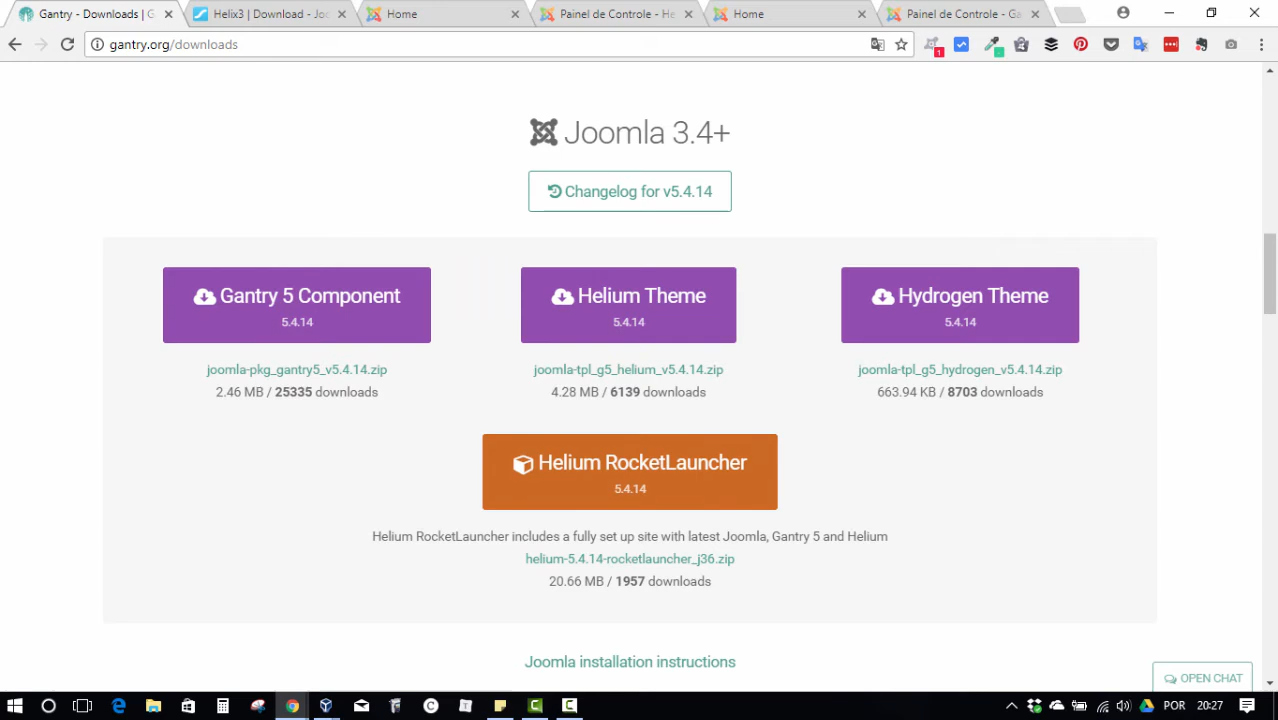 Gantry - Downloads | G
Helix3 | Download - Joo
Home
Painel de Controle - He
Home
Painel de Controle - Ga
gantry.org/downloads
1
Joomla 3.4+
Changelog for v5.4.14
Gantry 5 Component
5.4.14
Helium Theme
5.4.14
Hydrogen Theme
5.4.14
joomla-pkg_gantry5_v5.4.14.zip
2.46 MB / 25335 downloads
joomla-tpl_g5_helium_v5.4.14.zip
4.28 MB / 6139 downloads
joomla-tpl_g5_hydrogen_v5.4.14.zip
663.94 KB / 8703 downloads
Helium RocketLauncher
5.4.14
Helium RocketLauncher includes a fully set up site with latest Joomla, Gantry 5 and Helium
helium-5.4.14-rocketlauncher_j36.zip
20.66 MB / 1957 downloads
Joomla installation instructions
OPEN CHAT
POR
20:27